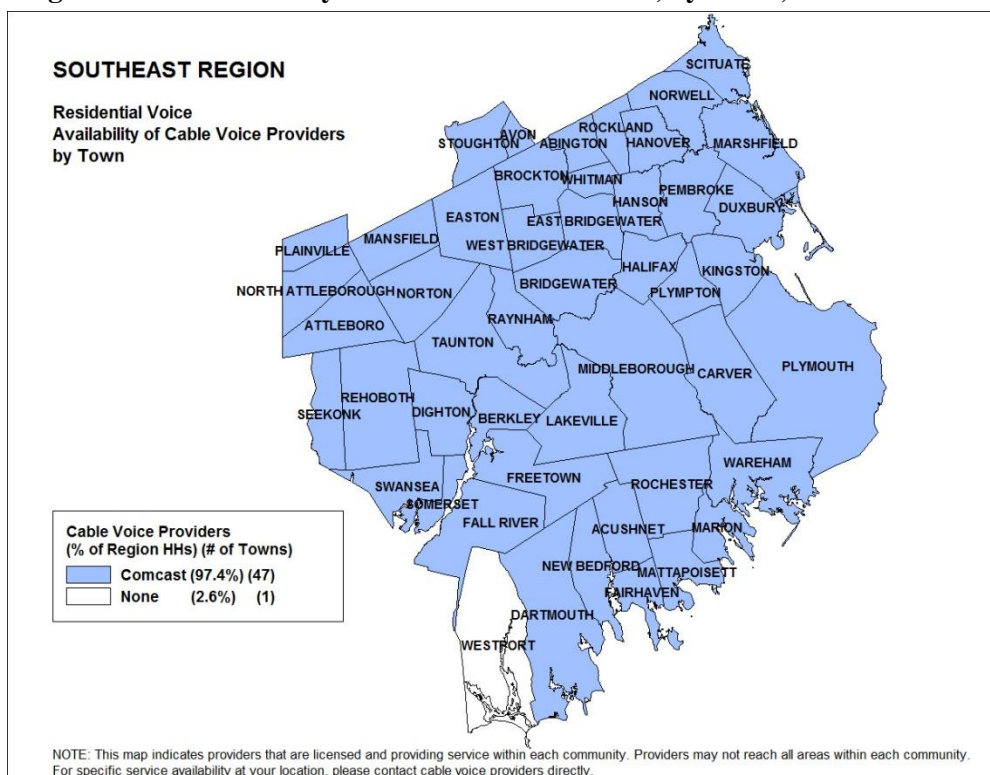 SOUTHEAST REGION
Residential Voice
Availability of Cable Voice Providers
by Town
SCITUATE
NORWELL
ROCKLAND
AVON
STOUGHTON
ABINGTON
HANOVER
MARSHFIELD
BROCKTON
WHITMAN
PEMBROKE
HANSON
DUXBURY
EASTON
EAST BRIDGEWATER
MANSFIELD
WEST BRIDGEWATER
PLAINVILLE
HALIFAX
KINGSTON
BRIDGEWATER
NORTH ATTLEBOROUGH
NORTON
PLYMPTON
RAYNHAM
ATTLEBORO
TAUNTON
MIDDLEBOROUGH
CARVER
PLYMOUTH
REHOBOTH
SEEKONK
DIGHTON
BERKLEY
LAKEVILLE
WAREHAM
FREETOWN
ROCHESTER
SWANSEA
SOMERSET
FALL RIVER
ACUSHNET
MARION
NEW BEDFORD
MATTAPOISETT
FAIRHAVEN
DARTMOUTH
WESTPORT
Cable Voice Providers
(% of Region HHs) (# of Towns)
Comcast (97.4%) (47)
None (2.6%) (1)
NOTE: This map indicates providers that are licensed and providing service within each community. Providers may not reach all areas within each community.
For specific service availability at your location, please contact cable voice providers directly.